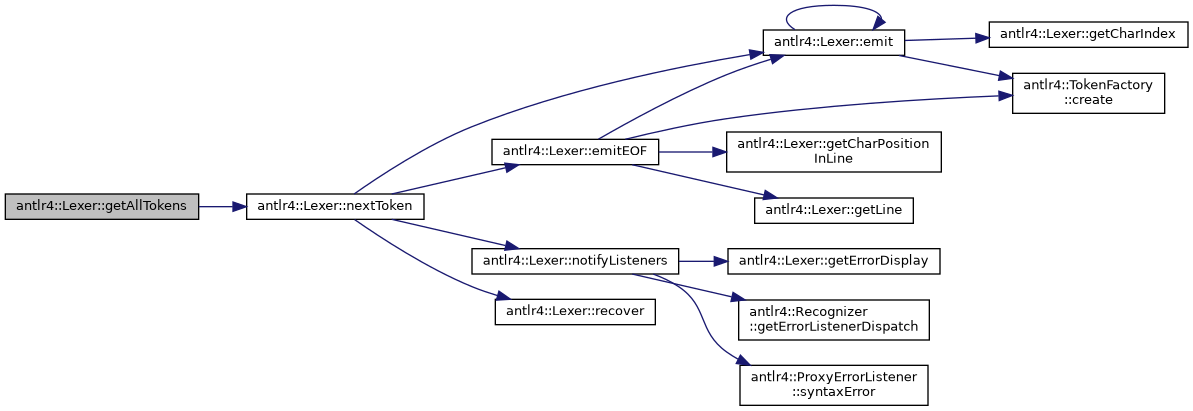 antlr4::Lexer::getAllTokens
antlr4::Lexer::nextToken
antlr4::Lexer::emit
antlr4::Lexer::getCharIndex
antlr4::TokenFactory
::create
antlr4::Lexer::emitEOF
antlr4::Lexer::getCharPosition
InLine
antlr4::Lexer::getLine
antlr4::Lexer::notifyListeners
antlr4::Lexer::getErrorDisplay
antlr4::Recognizer
::getErrorListenerDispatch
antlr4::ProxyErrorListener
::syntaxError
antlr4::Lexer::recover